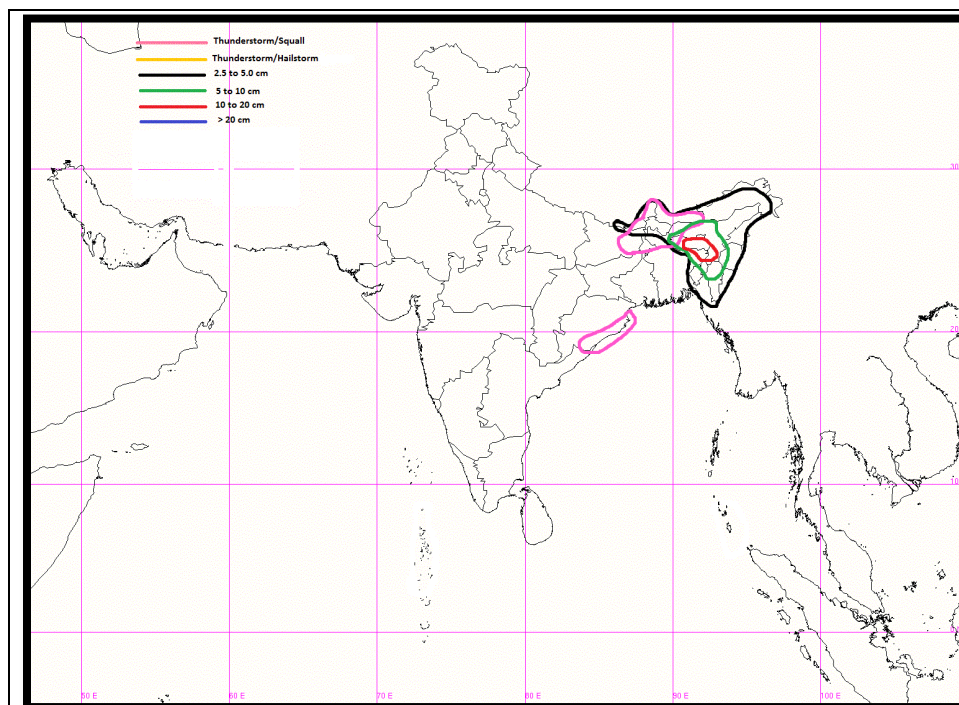 Thunderstorm/Squall
Thunderstorm/Hailstorm
2.5 to 5.0 cm
5 to 10 cm
10 to 20 cm
> 20 cm
30
20
10
50 E
60 E
70 E
80 E
90 E
100 E